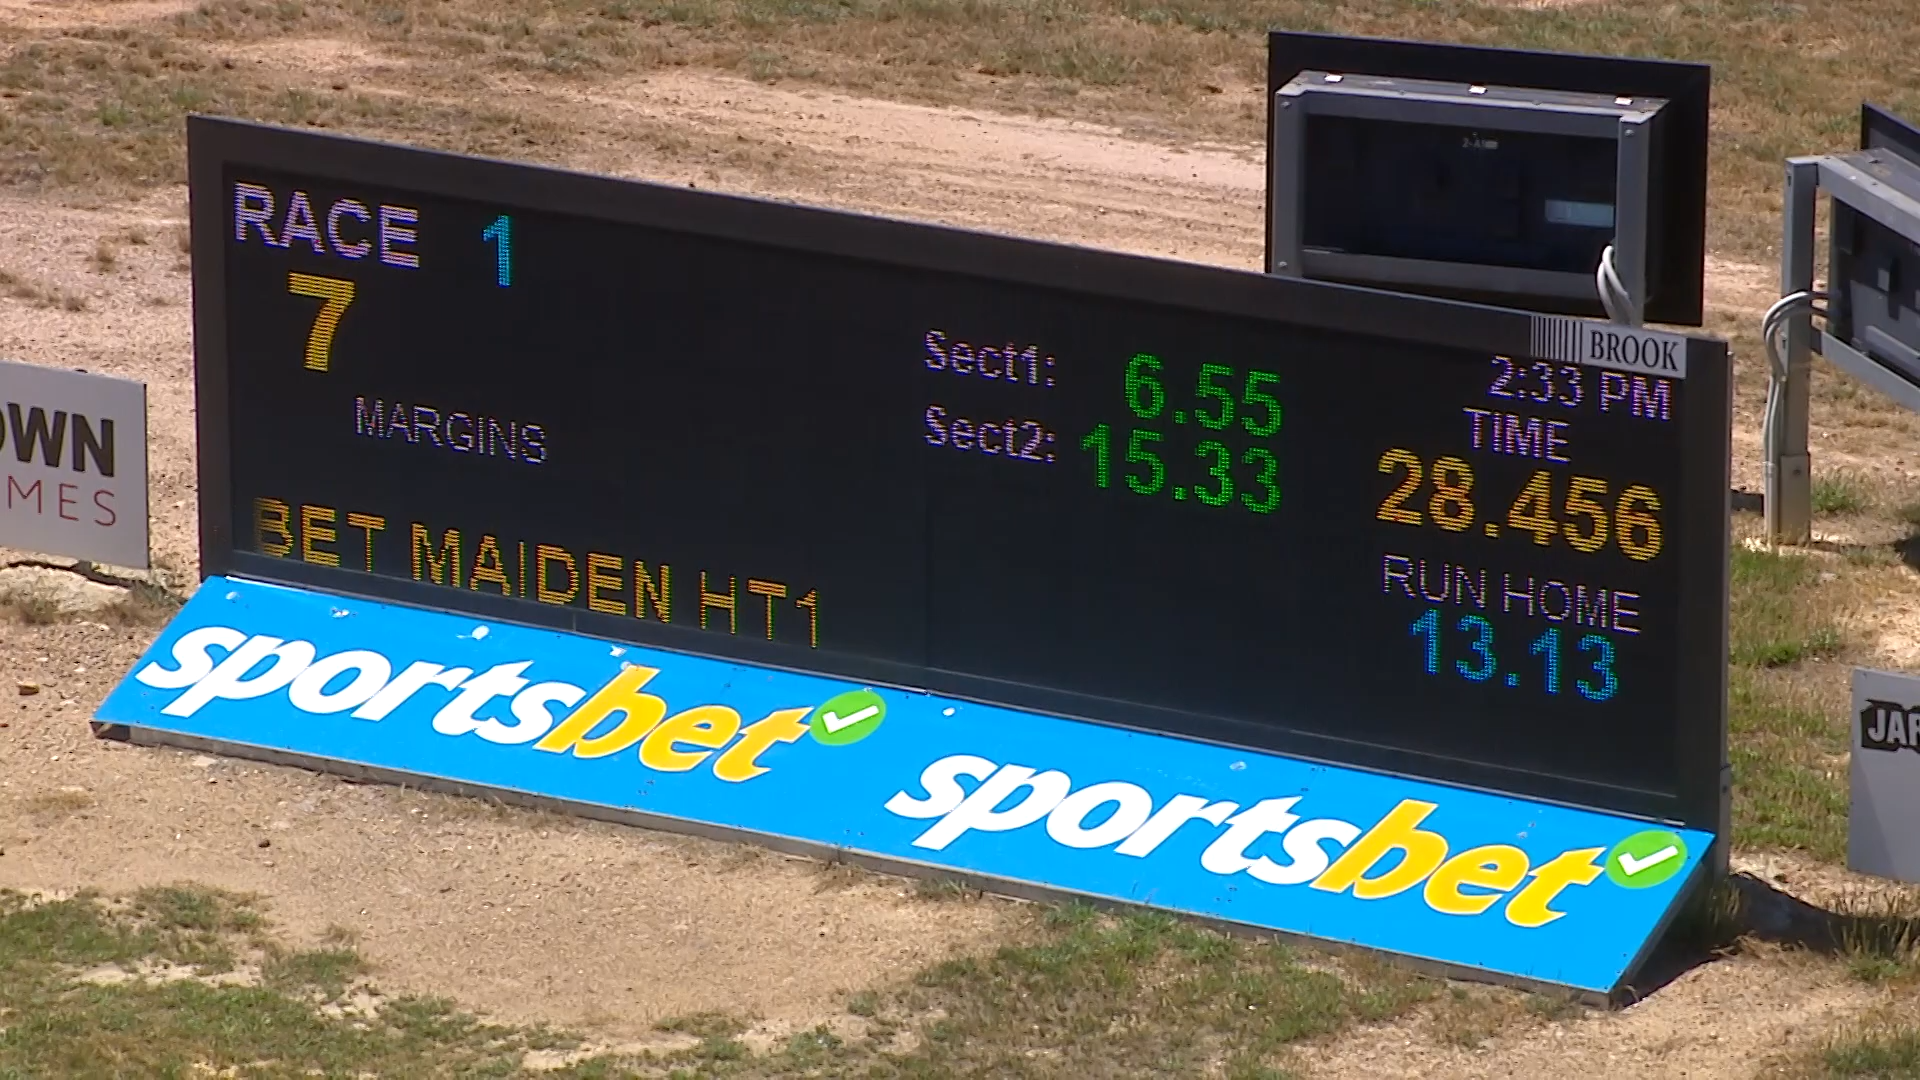 RACE 1
7
MARGINS
BET MAIDEN HT1
Sect1: 6.55
Sect2: 15.33
BROOK
2:33 PM
TIME
28.456
RUN HOME
13.13
sportsbet
sportsbet
OWN
MES
JAR